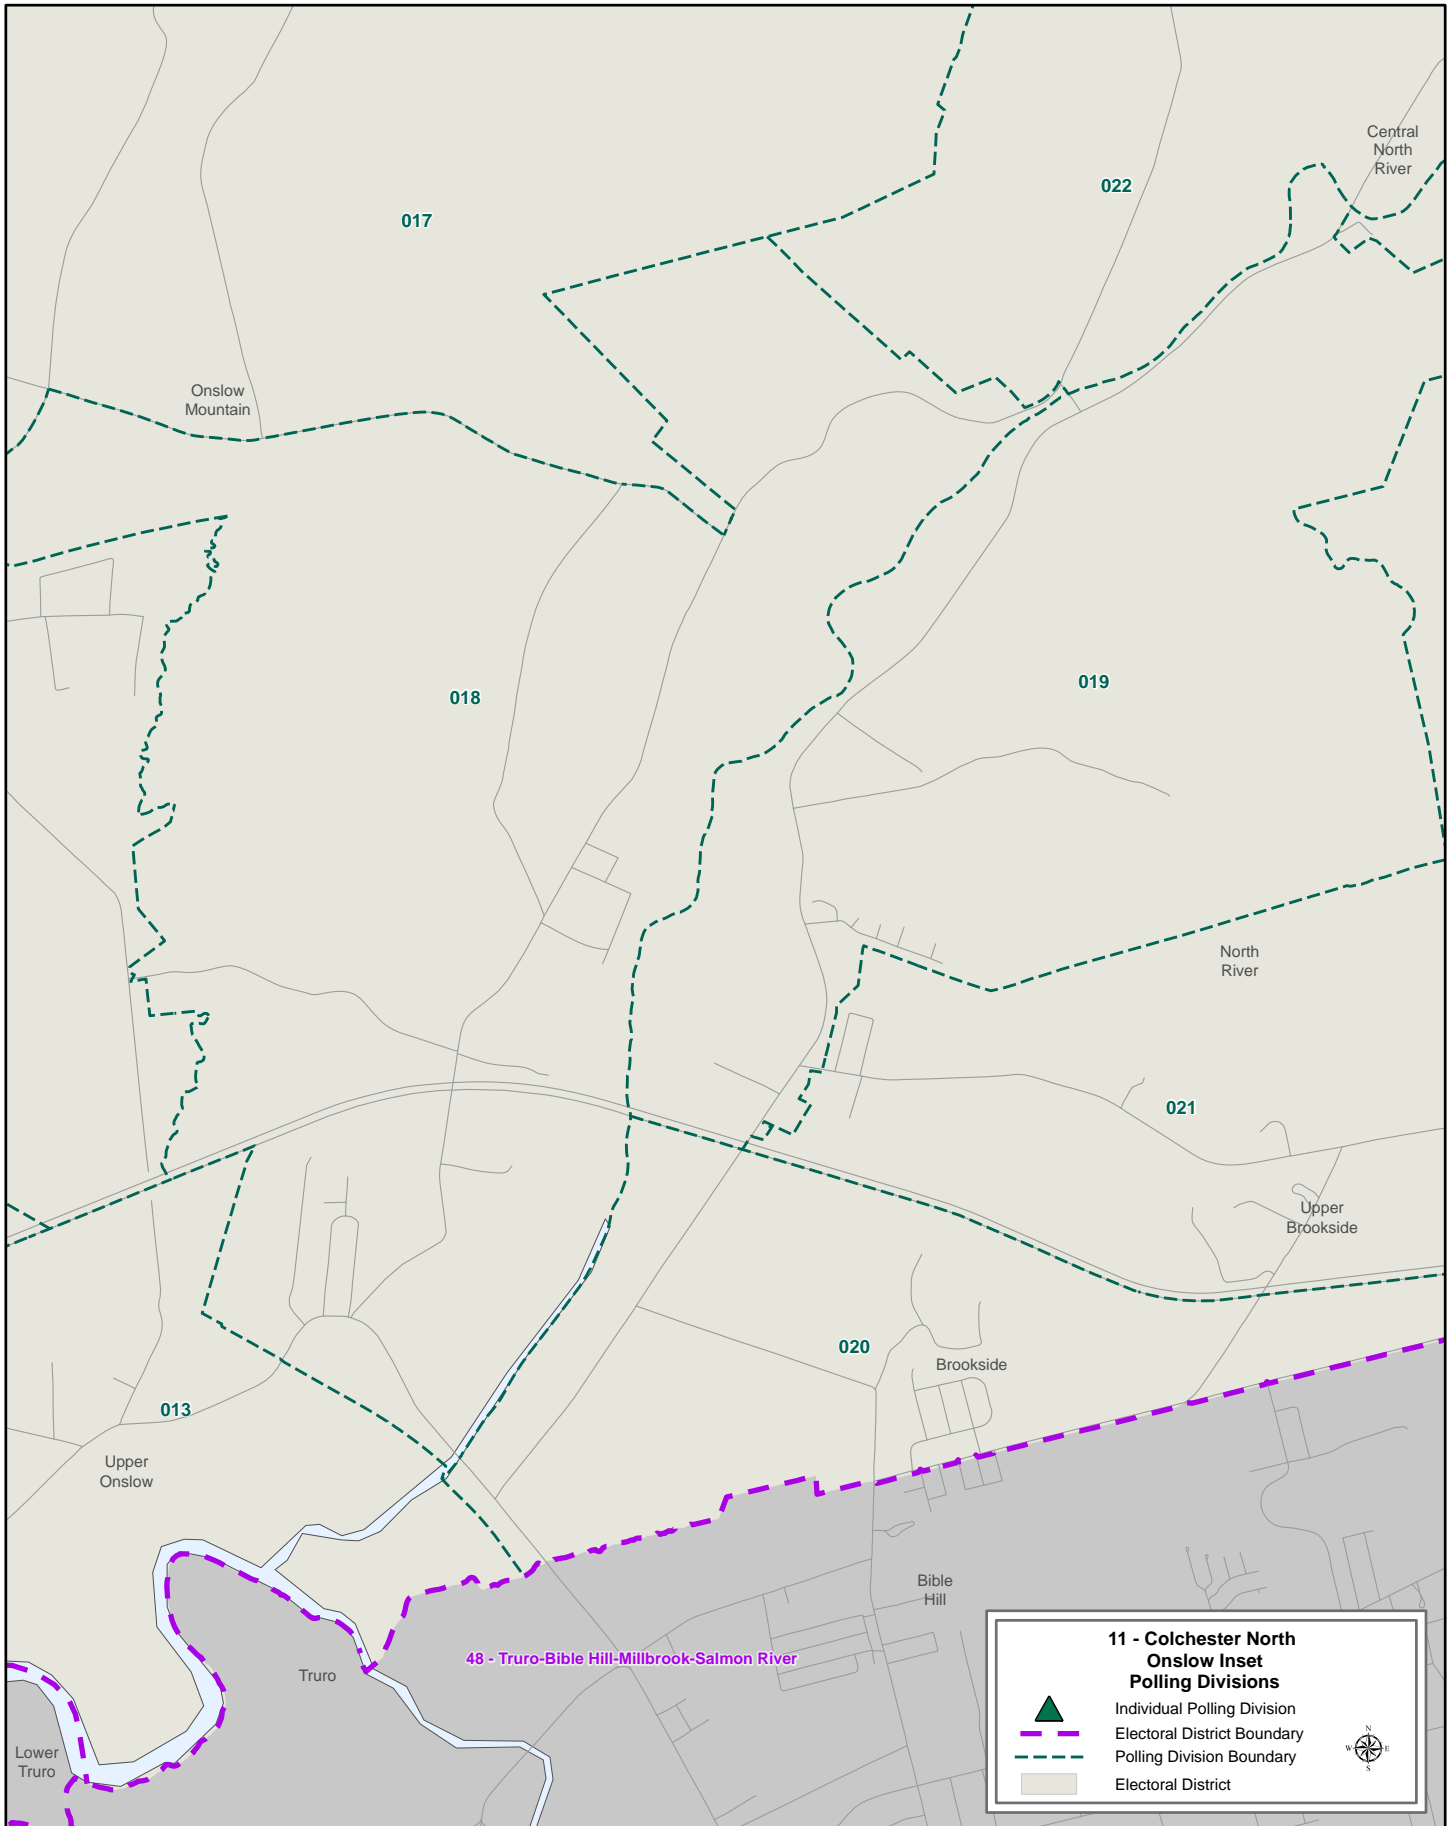 Central
North
River
022
017
Onslow
Mountain
019
018
North
River
021
Upper
Brookside
020
Brookside
013
Upper
Onslow
Bible
Hill
48 - Truro-Bible Hill-Millbrook-Salmon River
Truro
Lower
Truro
11 - Colchester North
Onslow Inset
Polling Divisions
Individual Polling Division
Electoral District Boundary
Polling Division Boundary
Electoral District
N
W E
S